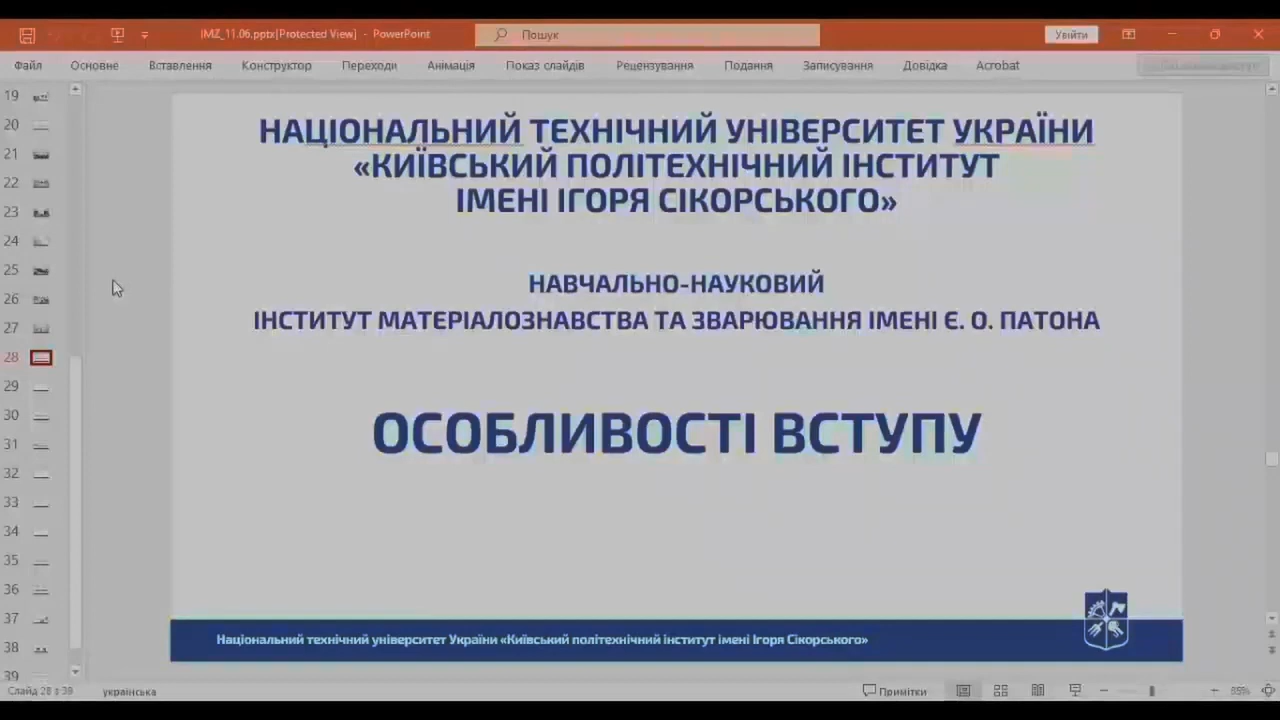 IMZ_11.06.pptx[Protected View] - PowerPoint
Пошук
Увійти
Файл Основне Вставлення Конструктор Переходи Анімація Показ слайдів Рецензування Подання Записування Довідка Acrobat
19
20
21
22
23
24
25
26
27
28
29
30
31
32
33
34
35
36
37
38
39
НАЦІОНАЛЬНИЙ ТЕХНІЧНИЙ УНІВЕРСИТЕТ УКРАЇНИ
«КИЇВСЬКИЙ ПОЛІТЕХНІЧНИЙ ІНСТИТУТ
ІМЕНІ ІГОРЯ СІКОРСЬКОГО»
НАВЧАЛЬНО-НАУКОВИЙ
ІНСТИТУТ МАТЕРІАЛОЗНАВСТВА ТА ЗВАРЮВАННЯ ІМЕНІ Є. О. ПАТОНА
ОСОБЛИВОСТІ ВСТУПУ
Національний технічний університет України «Київський політехнічний інститут імені Ігоря Сікорського»
Слайд 28 з 39 українська Примітки 85%